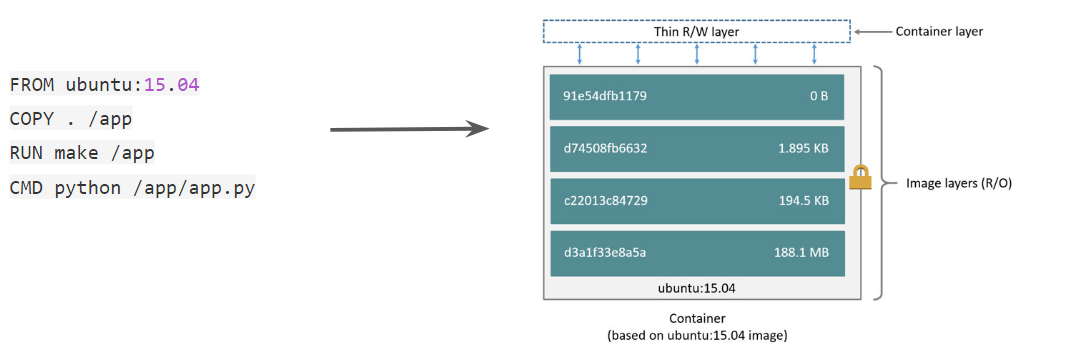 FROM ubuntu:15.04
COPY . /app
RUN make /app
CMD python /app/app.py
Thin R/W layer
Container layer
91e54dfb1179 0 B
d74508fb6632 1.895 KB
c22013c84729 194.5 KB
d3a1f33e8a5a 188.1 MB
ubuntu:15.04
Image layers (R/O)
Container
(based on ubuntu:15.04 image)